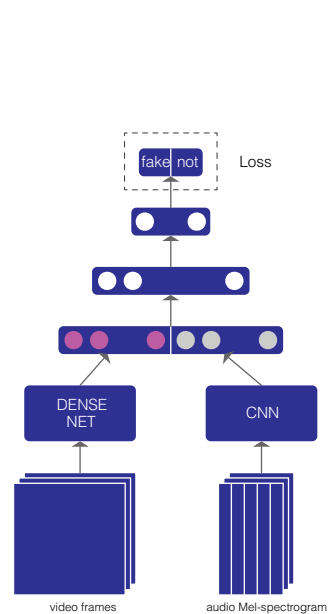 fake not
Loss
DENSE
NET
CNN
video frames
audio Mel-spectrogram